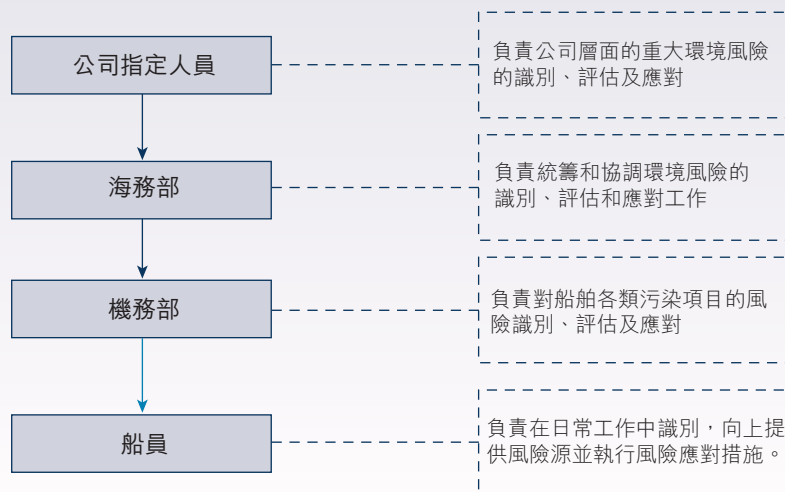 公司指定人員
負責公司層面的重大環境風險
的識別、評估及應對
海務部
負責統籌和協調環境風險的
識別、評估和應對工作
機務部
負責對船舶各類污染項目的風
險識別、評估及應對
船員
負責在日常工作中識別，向上提
供風險源並執行風險應對措施。